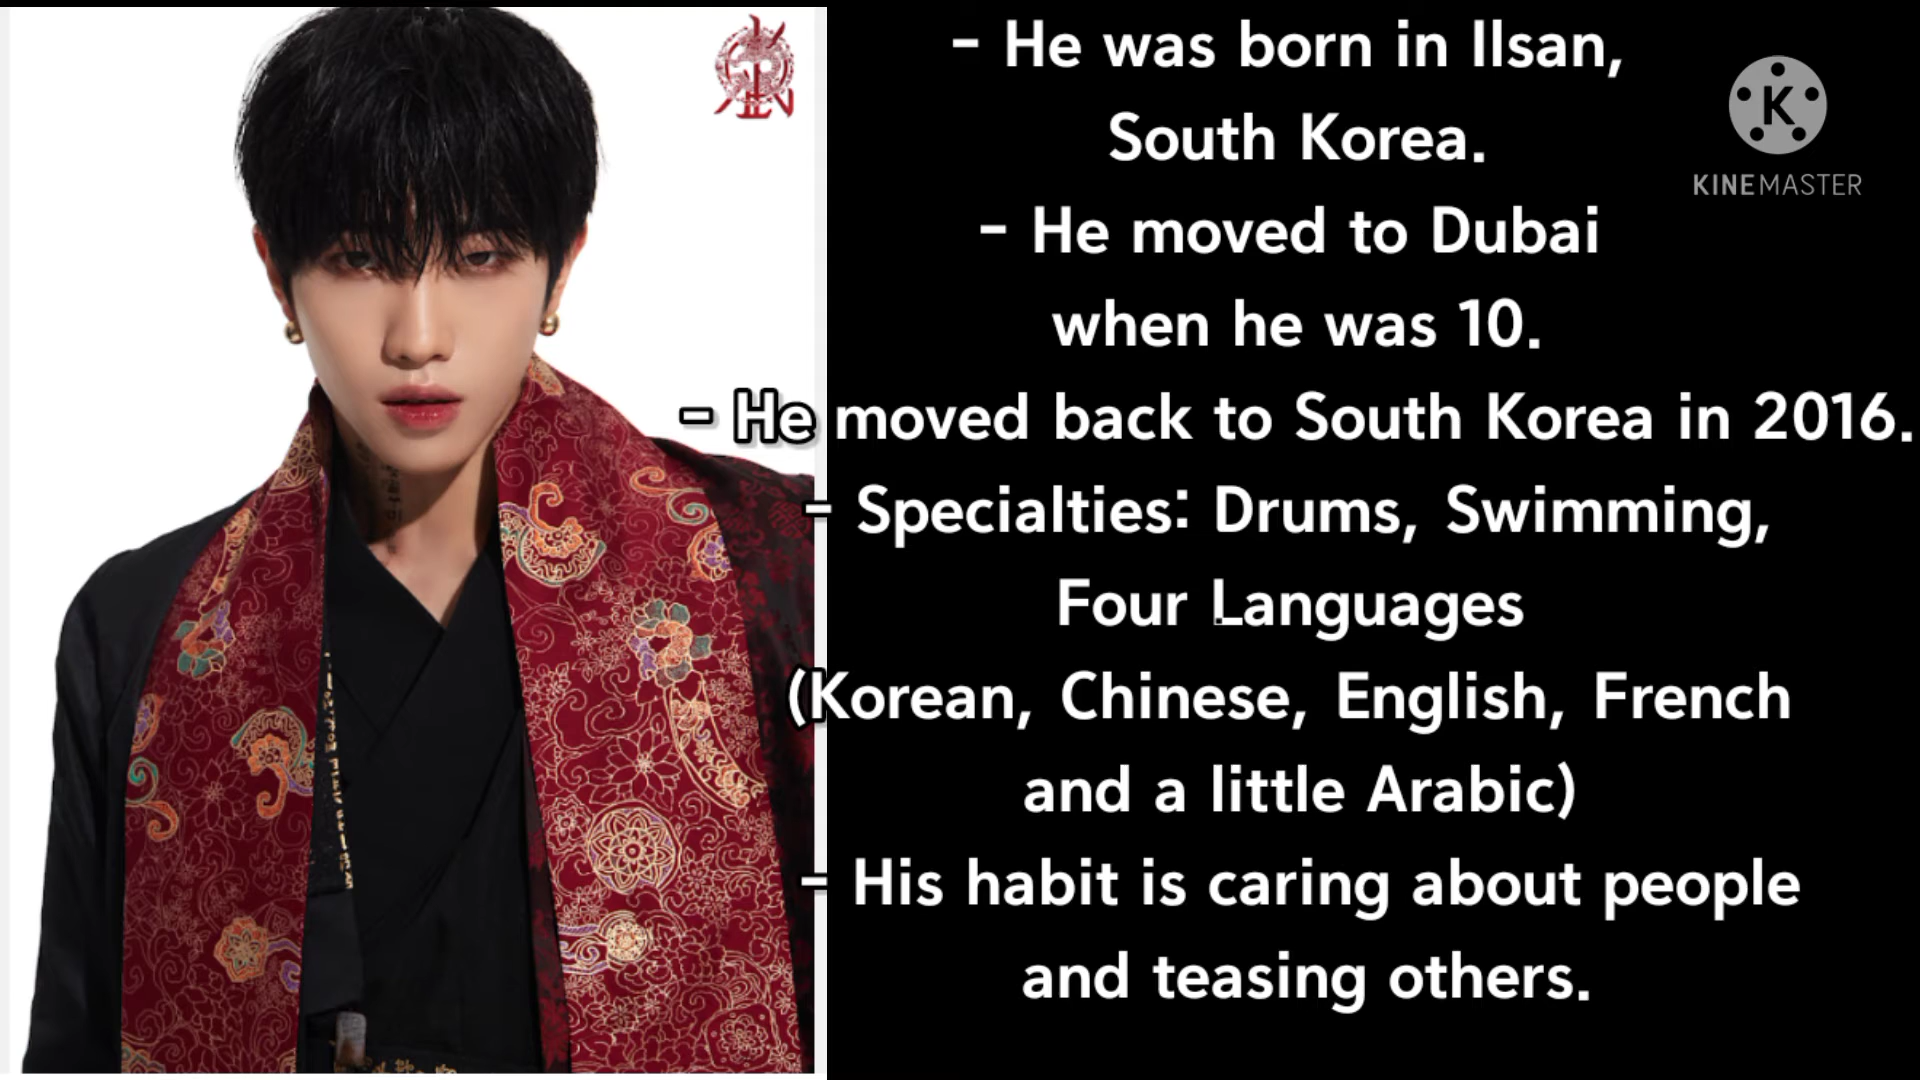 - He was born in Ilsan,
South Korea.
- He moved to Dubai
when he was 10.
- He moved back to South Korea in 2016.
- Specialties: Drums, Swimming,
Four Languages
(Korean, Chinese, English, French
and a little Arabic)
- His habit is caring about people
and teasing others.
K
KINEMASTER